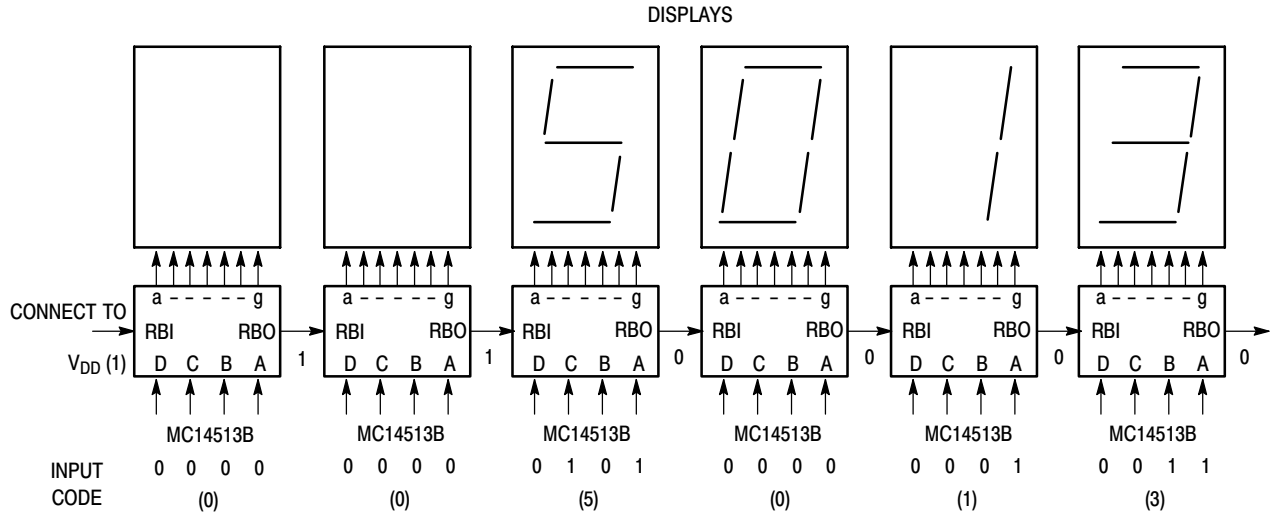 DISPLAYS
a - - - - - g a - - - - - g a - - - - - g a - - - - - g a - - - - - g a - - - - - g
CONNECT TO
RBI RBO RBI RBO RBI RBO RBI RBO RBI RBO RBI RBO
VDD (1) D C B A 1 D C B A 1 D C B A 0 D C B A 0 D C B A 0 D C B A 0
MC14513B MC14513B MC14513B MC14513B MC14513B MC14513B
INPUT 0 0 0 0 0 0 0 0 0 1 0 1 0 0 0 0 0 0 0 1 0 0 1 1
CODE (0) (0) (5) (0) (1) (3)